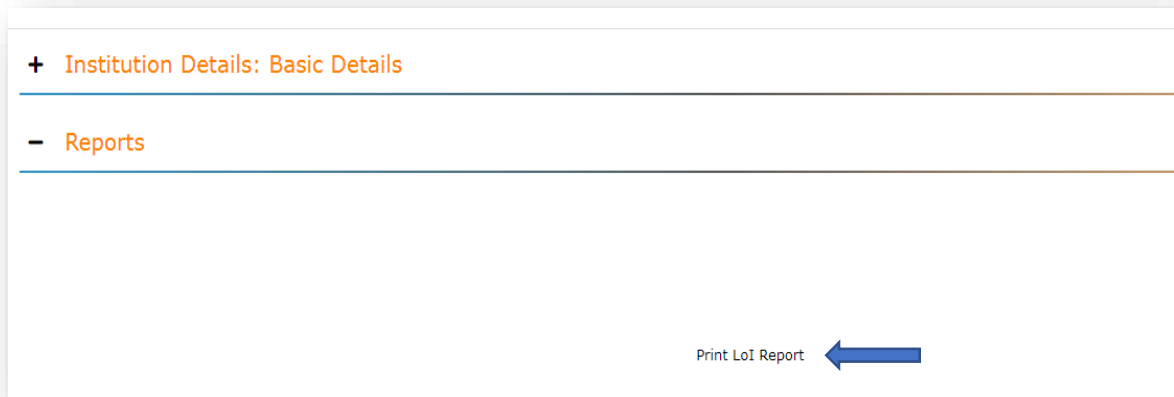 + Institution Details: Basic Details
− Reports
Print LoI Report